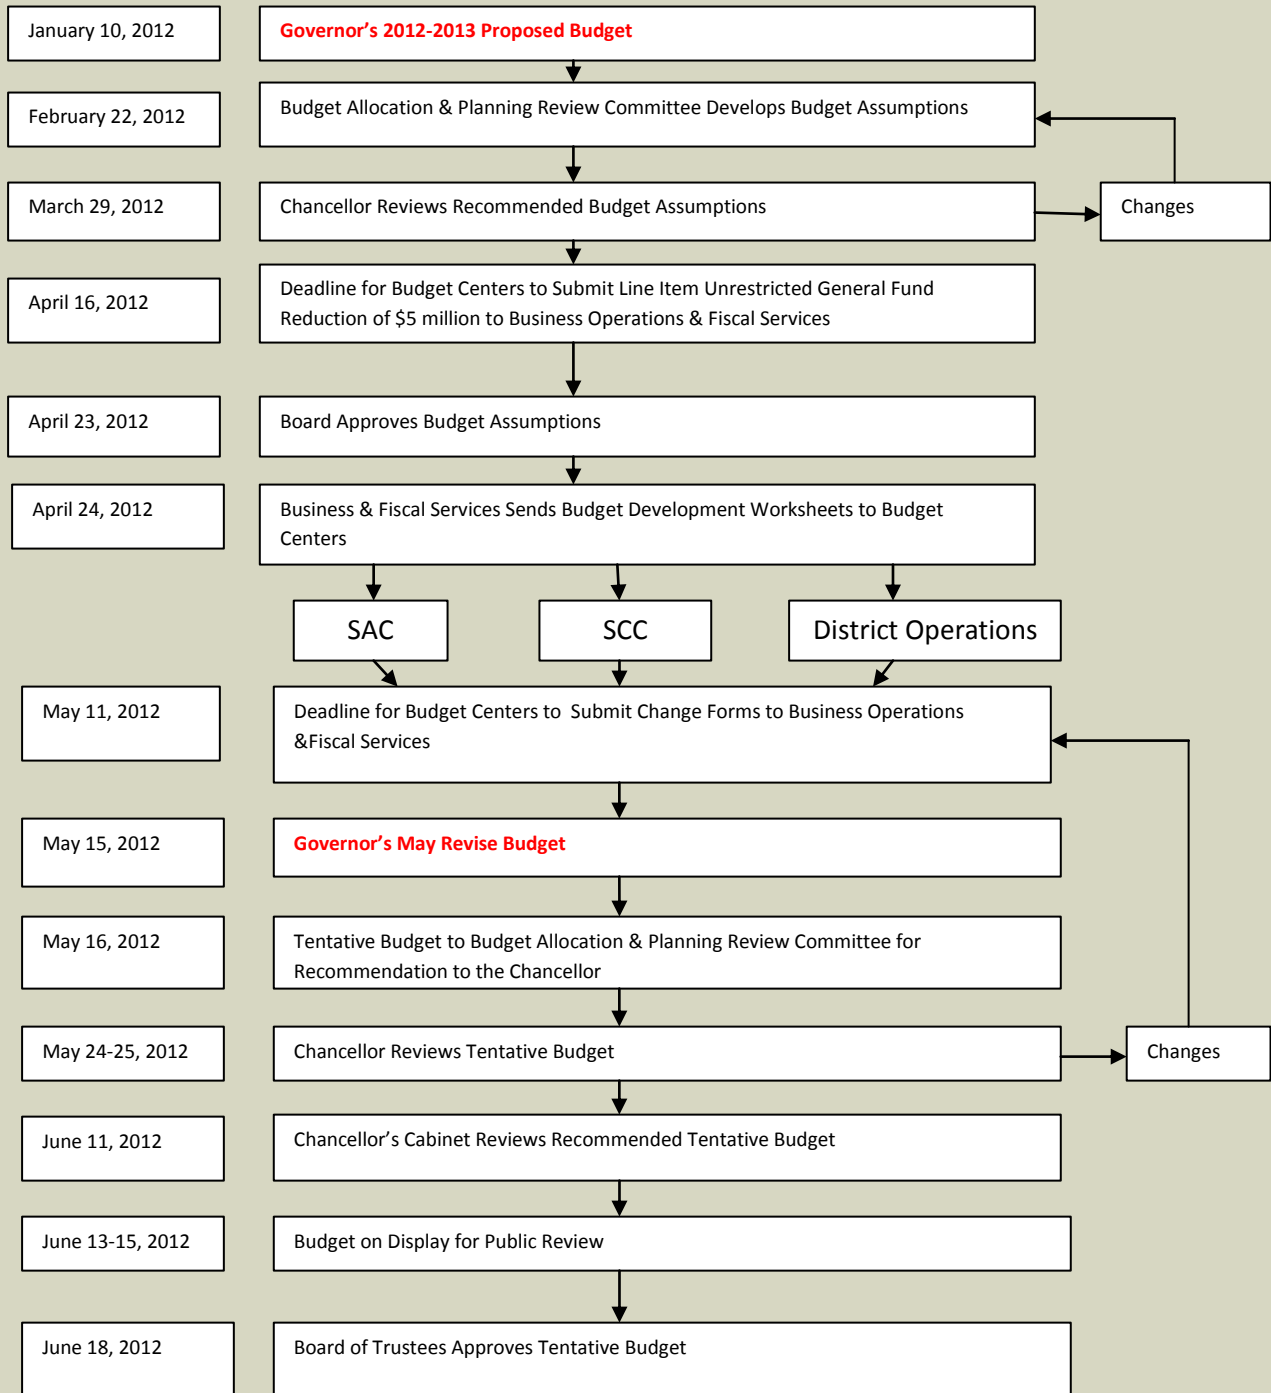 January 10, 2012
Governor’s 2012-2013 Proposed Budget
February 22, 2012
Budget Allocation & Planning Review Committee Develops Budget Assumptions
March 29, 2012
Chancellor Reviews Recommended Budget Assumptions
Changes
April 16, 2012
Deadline for Budget Centers to Submit Line Item Unrestricted General Fund
Reduction of $5 million to Business Operations & Fiscal Services
April 23, 2012
Board Approves Budget Assumptions
April 24, 2012
Business & Fiscal Services Sends Budget Development Worksheets to Budget
Centers
SAC
SCC
District Operations
May 11, 2012
Deadline for Budget Centers to  Submit Change Forms to Business Operations
&Fiscal Services
May 15, 2012
Governor’s May Revise Budget
May 16, 2012
Tentative Budget to Budget Allocation & Planning Review Committee for
Recommendation to the Chancellor
May 24-25, 2012
Chancellor Reviews Tentative Budget
Changes
June 11, 2012
Chancellor’s Cabinet Reviews Recommended Tentative Budget
June 13-15, 2012
Budget on Display for Public Review
June 18, 2012
Board of Trustees Approves Tentative Budget